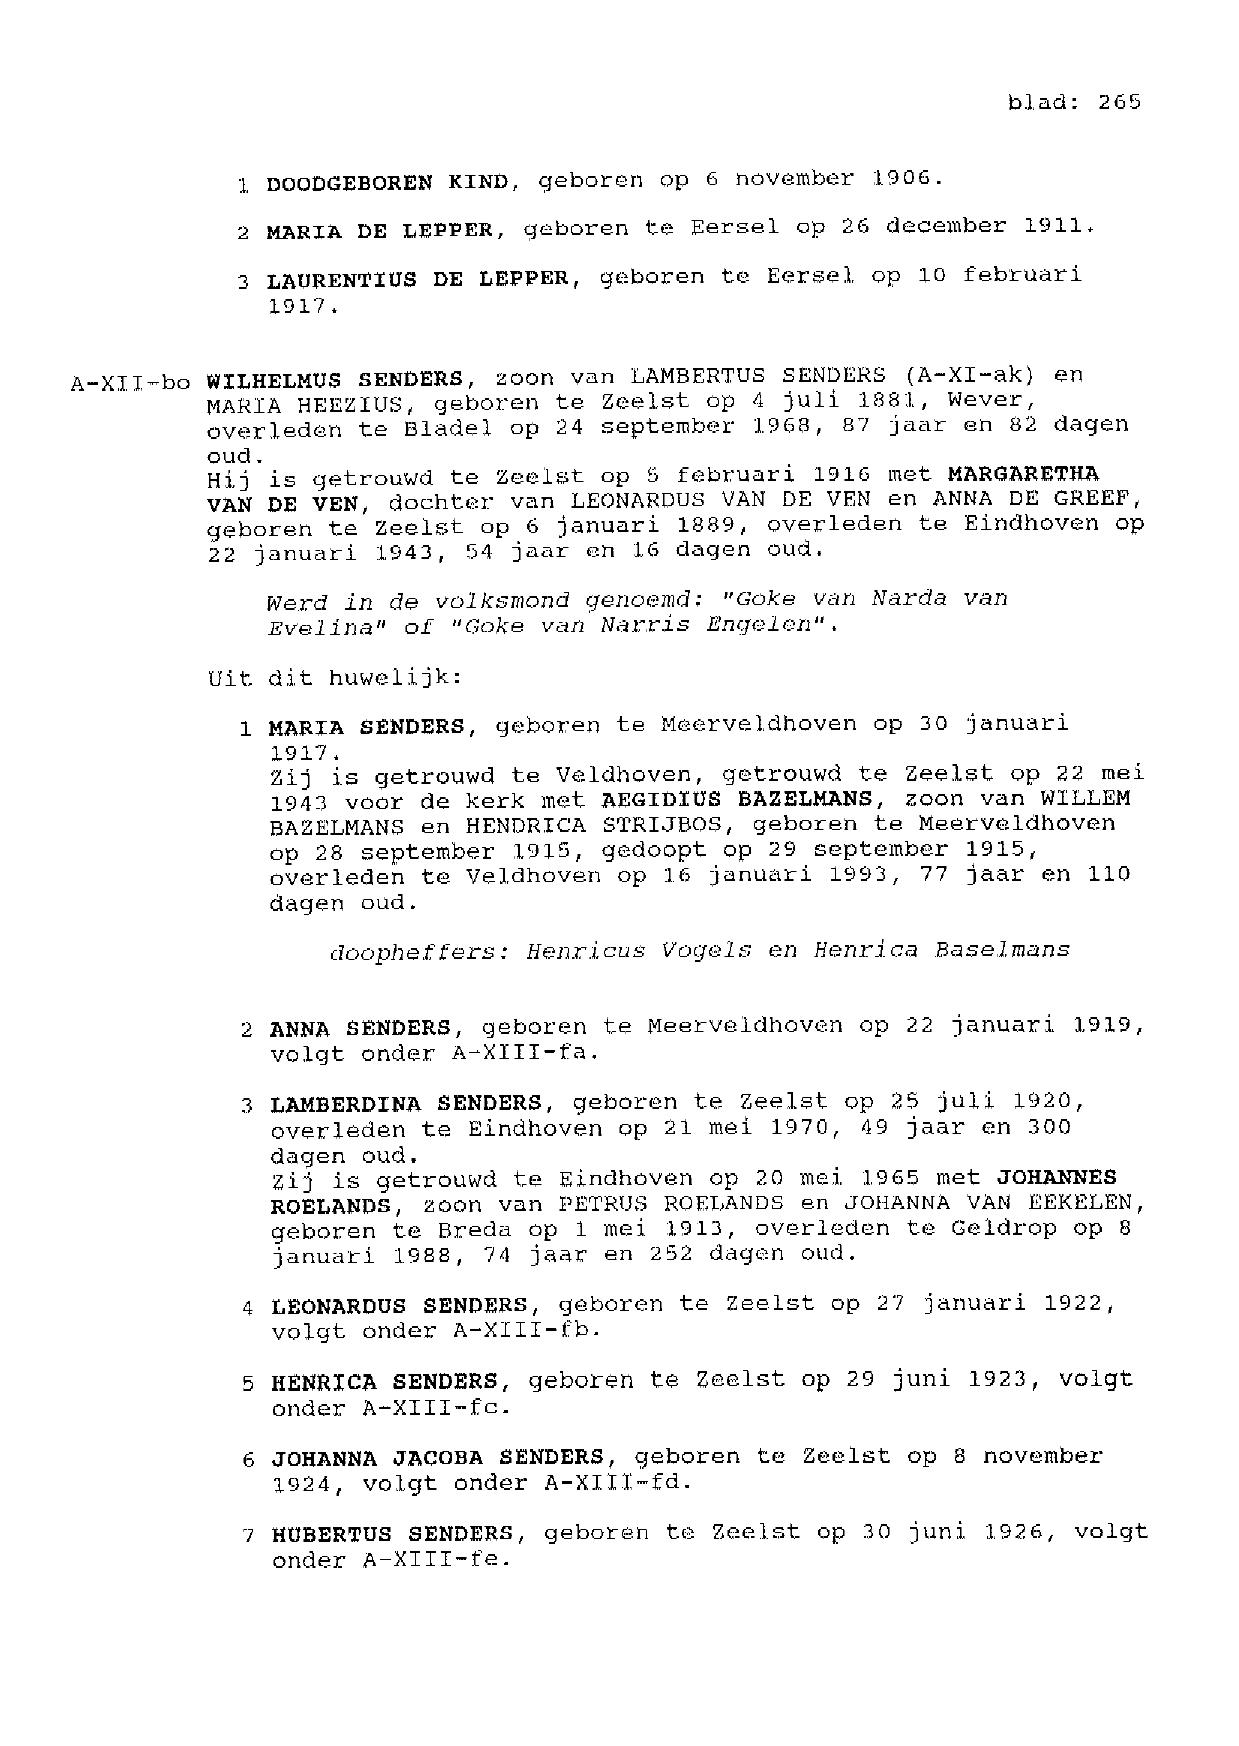 blad: 265
1 DOODGEBOREN KIND, geboren op 6 november 1906.
2 MARIA DE LEPPER, geboren te Eersel op 26 december 1911.
3 LAURENTIUS DE LEPPER, geboren te Eersel op 10 februari
1917.
A-XII-bo WILHELMUS SENDERS, zoon van LAMBERTUS SENDERS (A-XI-ak) en
MARIA HEEZIUS, geboren te Zeelst op 4 juli 1881, Wever,
overleden te Bladel op 24 september 1968, 87 jaar en 82 dagen
oud.
Hij is getrouwd te Zeelst op 5 februari 1916 met MARGARETHA
VAN DE VEN, dochter van LEONARDUS VAN DE VEN en ANNA DE GREEF,
geboren te Zeelst op 6 januari 1889, overleden te Eindhoven op
22 januari 1943, 54 jaar en 16 dagen oud.
Werd in de volksmond genoemd: "Goke van Narda van
Evelina" of "Goke van Narris Engelen".
Uit dit huwelijk:
1 MARIA SENDERS, geboren te Meerveldhoven op 30 januari
1917.
Zij is getrouwd te Veldhoven, getrouwd te Zeelst op 22 mei
1943 voor de kerk met AEGIDIUS BAZELMANS, zoon van WILLEM
BAZELMANS en HENDRICA STRIJBOS, geboren te Meerveldhoven
op 28 september 1915, gedoopt op 29 september 1915,
overleden te Veldhoven op 16 januari 1993, 77 jaar en 110
dagen oud.
doopheffers: Henricus Vogels en Henrica Baselmans
2 ANNA SENDERS, geboren te Meerveldhoven op 22 januari 1919,
volgt onder A-XIII-fa.
3 LAMBERDINA SENDERS, geboren te Zeelst op 25 juli 1920,
overleden te Eindhoven op 21 mei 1970, 49 jaar en 300
dagen oud.
Zij is getrouwd te Eindhoven op 20 mei 1965 met JOHANNES
ROELANDS, zoon van PETRUS ROELANDS en JOHANNA VAN EEKELEN,
geboren te Breda op 1 mei 1913, overleden te Geldrop op 8
januari 1988, 74 jaar en 252 dagen oud.
4 LEONARDUS SENDERS, geboren te Zeelst op 27 januari 1922,
volgt onder A-XIII-fb.
5 HENRICA SENDERS, geboren te Zeelst op 29 juni 1923, volgt
onder A-XIII-fc.
6 JOHANNA JACOBA SENDERS, geboren te Zeelst op 8 november
1924, volgt onder A-XIII-fd.
7 HUBERTUS SENDERS, geboren te Zeelst op 30 juni 1926, volgt
onder A-XIII-fe.